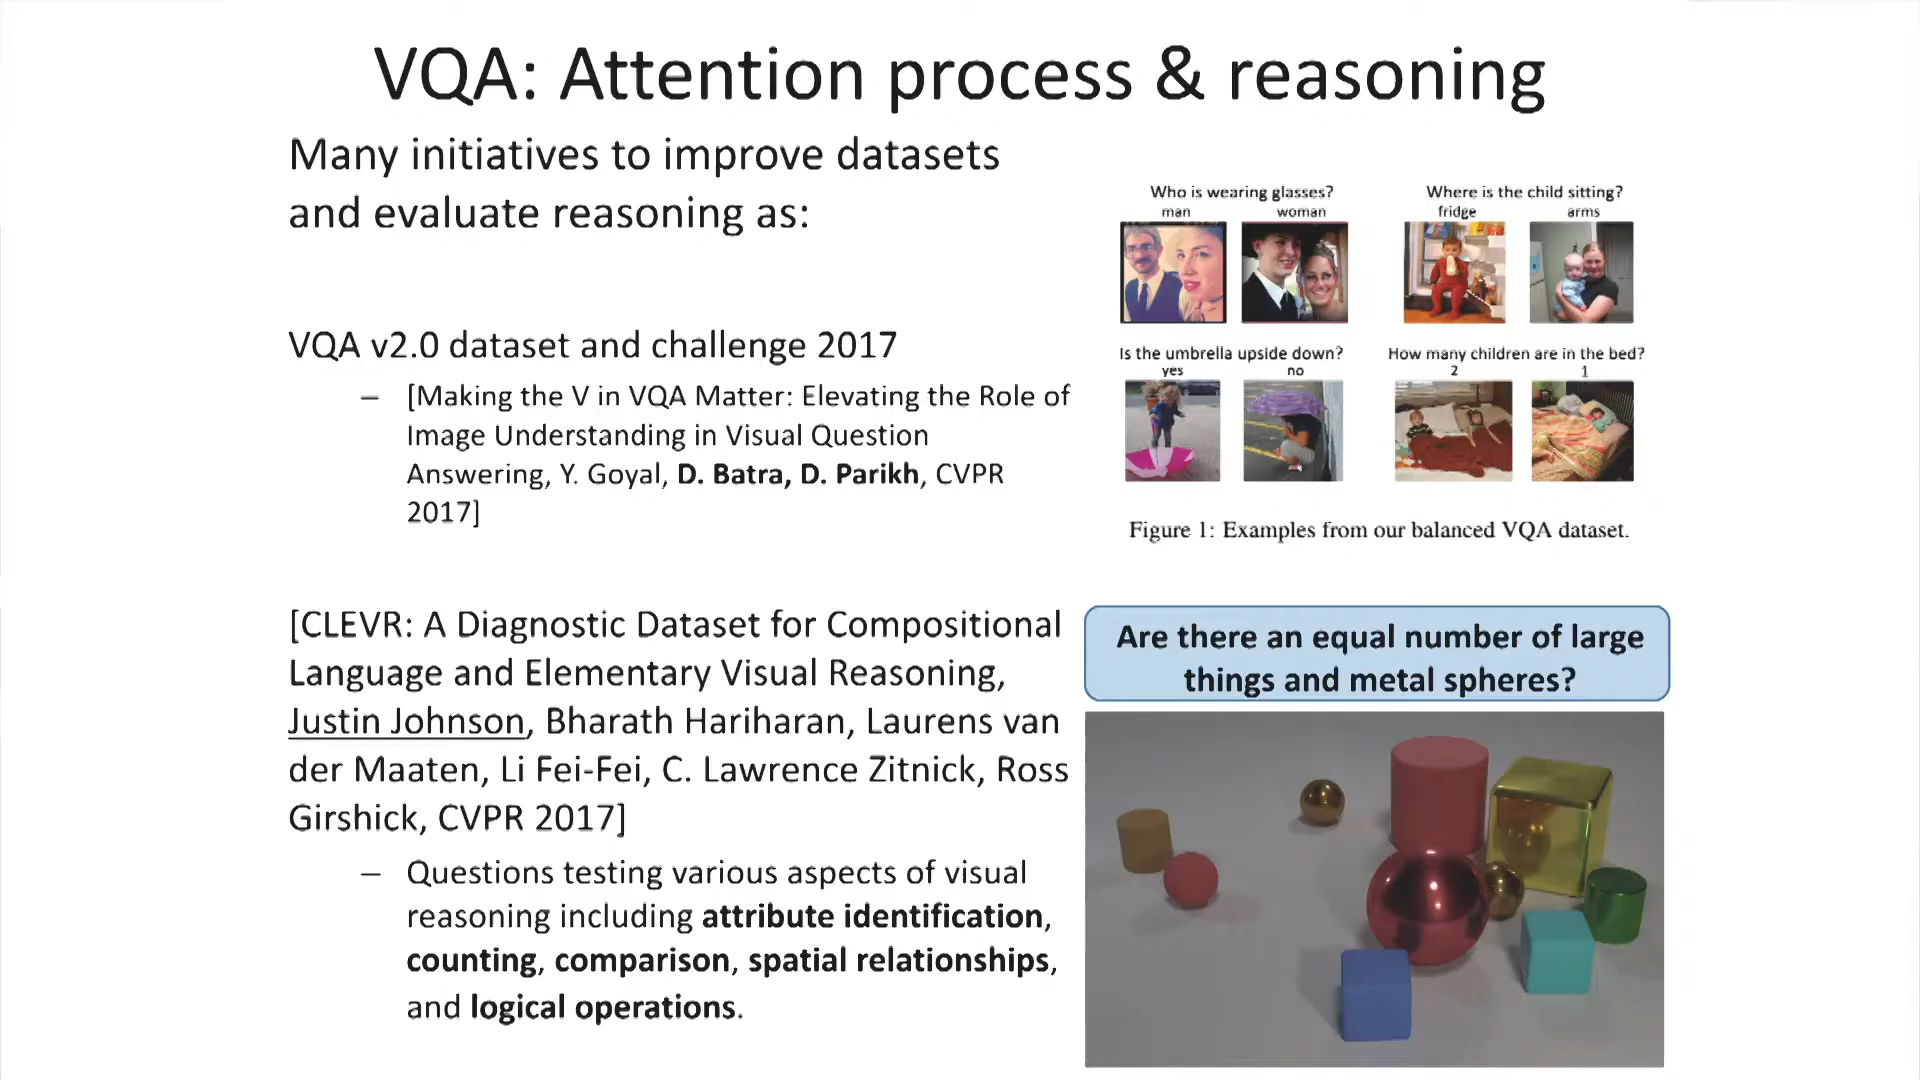 VQA: Attention process & reasoning
Many initiatives to improve datasets
and evaluate reasoning as:
VQA v2.0 dataset and challenge 2017
– [Making the V in VQA Matter: Elevating the Role of
Image Understanding in Visual Question
Answering, Y. Goyal, D. Batra, D. Parikh, CVPR
2017]
[CLEVR: A Diagnostic Dataset for Compositional
Language and Elementary Visual Reasoning,
Justin Johnson, Bharath Hariharan, Laurens van
der Maaten, Li Fei-Fei, C. Lawrence Zitnick, Ross
Girshick, CVPR 2017]
– Questions testing various aspects of visual
reasoning including attribute identification,
counting, comparison, spatial relationships,
and logical operations.
Who is wearing glasses?
man woman
Where is the child sitting?
fridge arms
Is the umbrella upside down?
yes no
How many children are in the bed?
2 1
Figure 1: Examples from our balanced VQA dataset.
Are there an equal number of large
things and metal spheres?